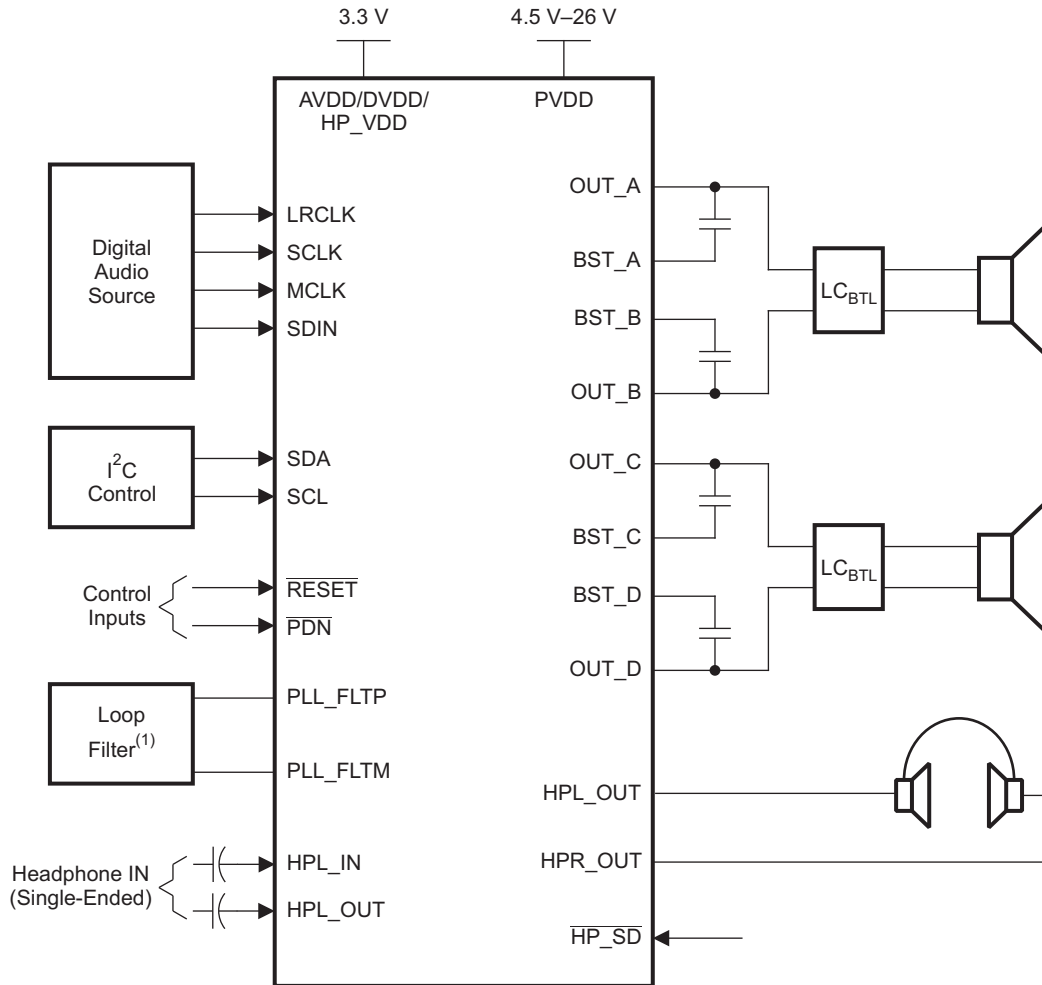 3.3 V
4.5 V–26 V
AVDD/DVDD/
HP_VDD
PVDD
Digital
Audio
Source
LRCLK
SCLK
MCLK
SDIN
OUT_A
BST_A
BST_B
OUT_B
LC_BTL
I²C
Control
SDA
SCL
OUT_C
BST_C
BST_D
OUT_D
LC_BTL
Control
Inputs
RESET
PDN
Loop
Filter(1)
PLL_FLTP
PLL_FLTM
HPL_OUT
HPR_OUT
Headphone IN
(Single-Ended)
HPL_IN
HPL_OUT
HP_SD